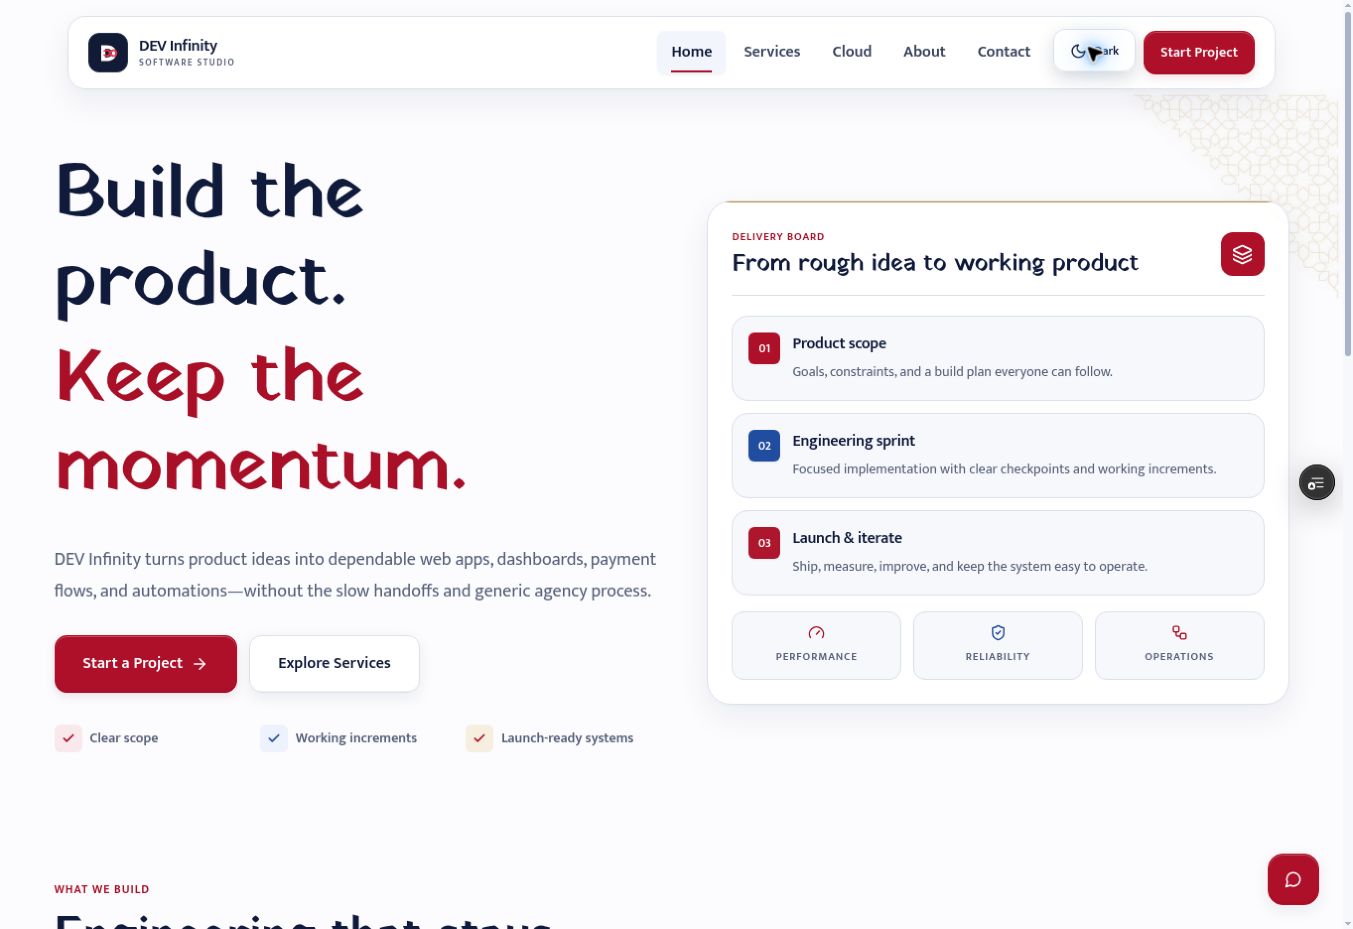 DEV Infinity
SOFTWARE STUDIO
Home
Services
Cloud
About
Contact
Start Project
Build the
product.
Keep the
momentum.
DEV Infinity turns product ideas into dependable web apps, dashboards, payment
flows, and automations—without the slow handoffs and generic agency process.
Start a Project
Explore Services
Clear scope
Working increments
Launch-ready systems
DELIVERY BOARD
From rough idea to working product
01
Product scope
Goals, constraints, and a build plan everyone can follow.
02
Engineering sprint
Focused implementation with clear checkpoints and working increments.
03
Launch & iterate
Ship, measure, improve, and keep the system easy to operate.
PERFORMANCE
RELIABILITY
OPERATIONS
WHAT WE BUILD
Engineering that stays